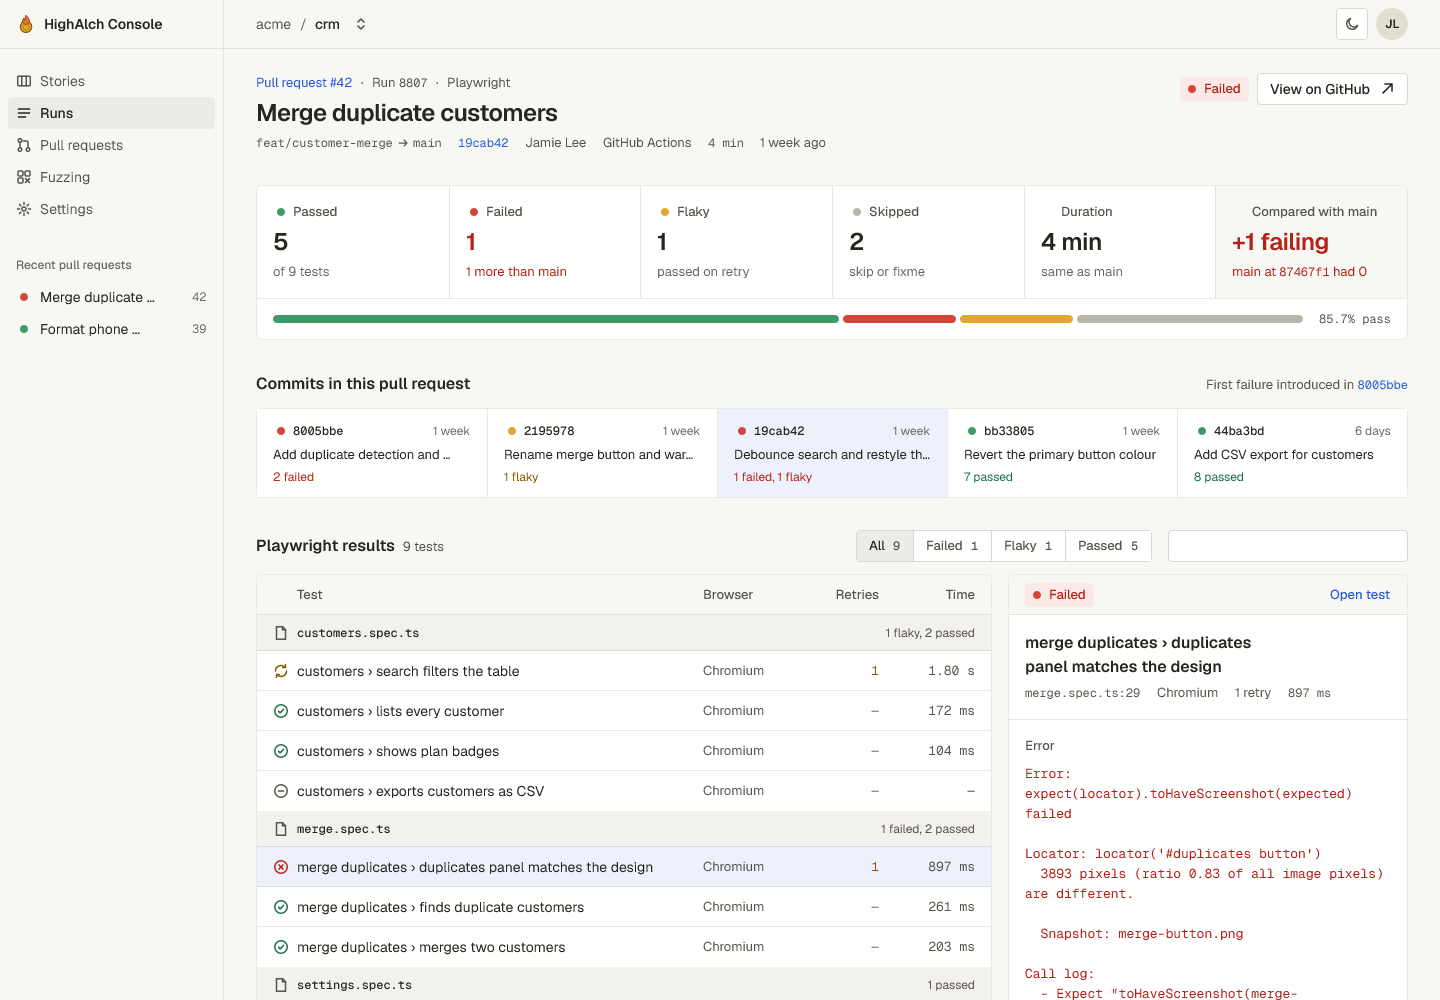 HighAlch Console
acme / crm
JL
Stories
Runs
Pull requests
Fuzzing
Settings
Recent pull requests
Merge duplicate ... 42
Format phone ... 39
Pull request #42 · Run 8807 · Playwright
Merge duplicate customers
feat/customer-merge → main 19cab42 Jamie Lee GitHub Actions 4 min 1 week ago
Failed
View on GitHub
Passed
5
of 9 tests
Failed
1
1 more than main
Flaky
1
passed on retry
Skipped
2
skip or fixme
Duration
4 min
same as main
Compared with main
+1 failing
main at 87467f1 had 0
85.7% pass
Commits in this pull request
First failure introduced in 8005bbe
8005bbe 1 week
Add duplicate detection and ...
2 failed
2195978 1 week
Rename merge button and war...
1 flaky
19cab42 1 week
Debounce search and restyle th...
1 failed, 1 flaky
bb33805 1 week
Revert the primary button colour
7 passed
44ba3bd 6 days
Add CSV export for customers
8 passed
Playwright results 9 tests
All 9 Failed 1 Flaky 1 Passed 5
Test Browser Retries Time
customers.spec.ts 1 flaky, 2 passed
customers › search filters the table Chromium 1 1.80 s
customers › lists every customer Chromium – 172 ms
customers › shows plan badges Chromium – 104 ms
customers › exports customers as CSV Chromium – –
merge.spec.ts 1 failed, 2 passed
merge duplicates › duplicates panel matches the design Chromium 1 897 ms
merge duplicates › finds duplicate customers Chromium – 261 ms
merge duplicates › merges two customers Chromium – 203 ms
settings.spec.ts 1 passed
Failed Open test
merge duplicates › duplicates
panel matches the design
merge.spec.ts:29 Chromium 1 retry 897 ms
Error
Error:
expect(locator).toHaveScreenshot(expected)
failed
Locator: locator('#duplicates button')
3893 pixels (ratio 0.83 of all image pixels)
are different.
Snapshot: merge-button.png
Call log:
- Expect "toHaveScreenshot(merge-